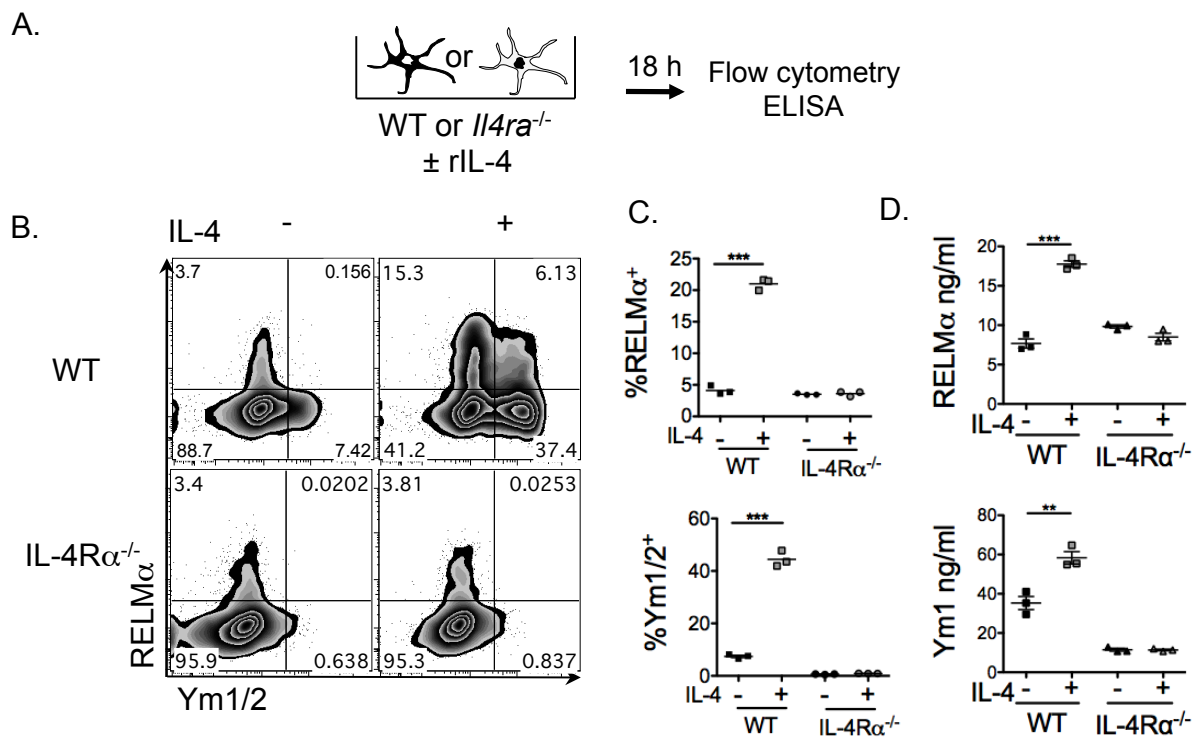 A.
or
WT or Il4ra-/-
± rIL-4
18 h
Flow cytometry
ELISA
B.
IL-4 - +
3.7 0.156 15.3 6.13
WT
88.7 7.42 41.2 37.4
3.4 0.0202 3.81 0.0253
IL-4Rα-/-
95.9 0.638 95.3 0.837
RELMα
Ym1/2
C.
%RELMα+
25
20
15
10
5
0
***
IL-4 - + - +
WT IL-4Rα-/-
%Ym1/2+
60
40
20
0
***
IL-4 - + - +
WT IL-4Rα-/-
D.
RELMα ng/ml
20
15
10
5
0
***
IL-4 - + - +
WT IL-4Rα-/-
Ym1 ng/ml
80
60
40
20
0
**
IL-4 - + - +
WT IL-4Rα-/-